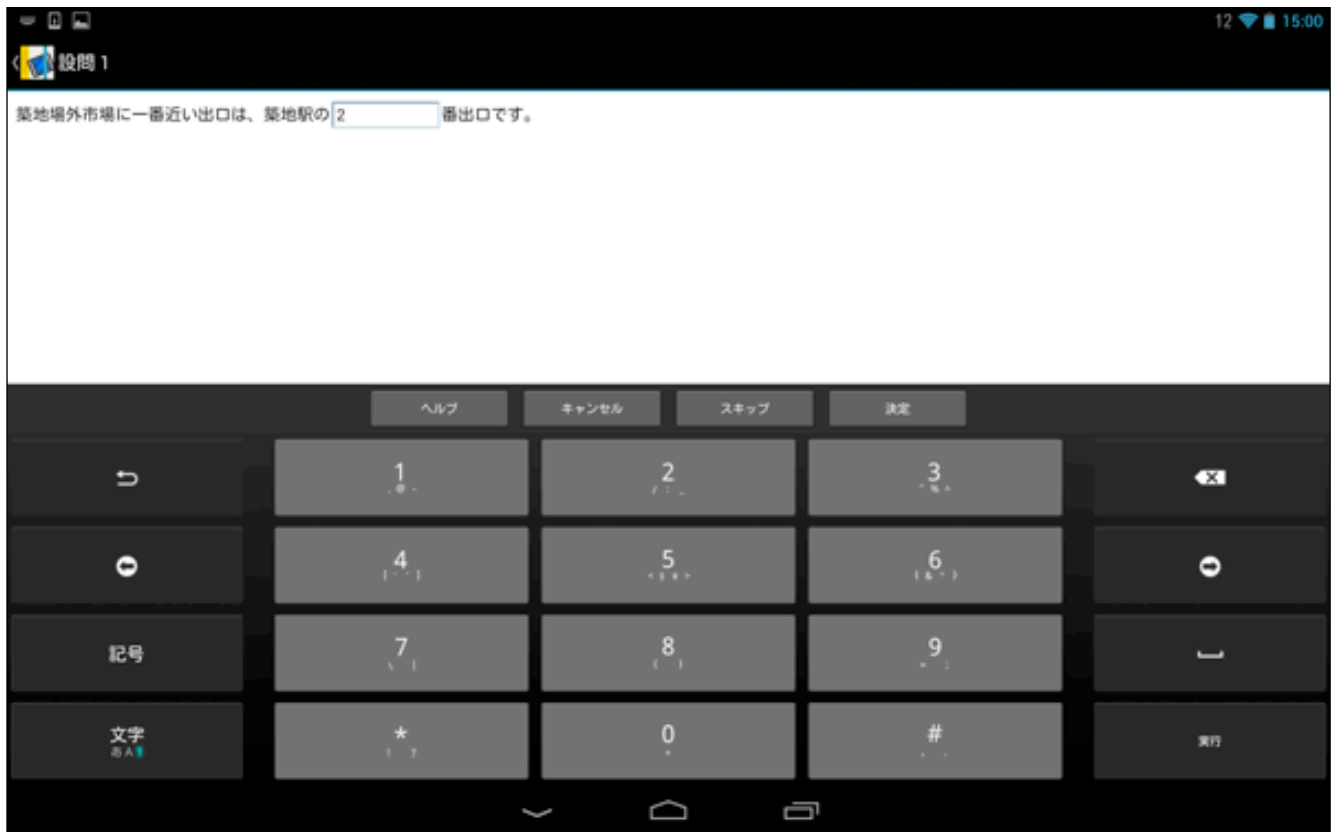 12 15:00
設問 1
築地場外市場に一番近い出口は、築地駅の 2 番出口です。
ヘルプ キャンセル スキップ 決定
1 2 3
4 5 6
記号 7 8 9
文字 * 0 # 実行
あA1